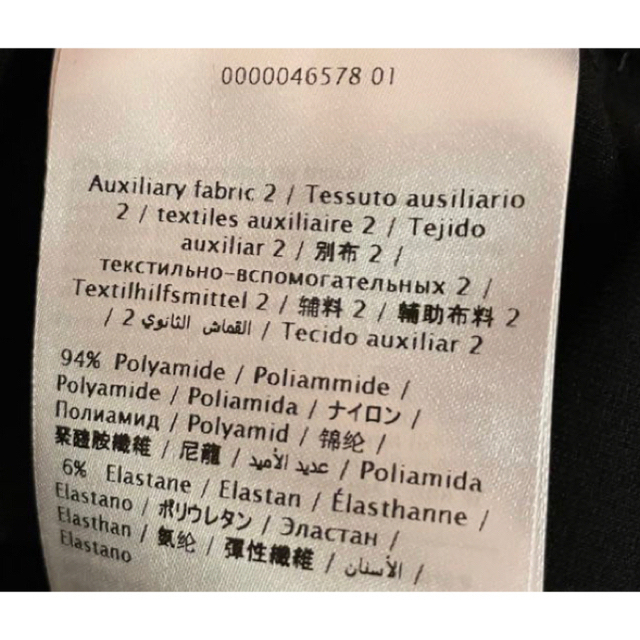 0000046578 01
Auxiliary fabric 2 / Tessuto ausiliario
2 / textiles auxiliaire 2 / Tejido
auxiliar 2 / 別布 2 /
текстильно-вспомогательных 2 /
Textilhilfsmittel 2 / 辅料 2 / 輔助布料 2
/ القماش الثانوي 2 / Tecido auxiliar 2
94% Polyamide / Poliammide /
Polyamide / Poliamida / ナイロン /
Полиамид / Polyamid / 锦纶 /
聚醯胺纖維 / 尼龍 / عديد الأميد / Poliamida
6% Elastane / Elastan / Élasthanne /
Elastano / ポリウレタン / Эластан /
Elasthan / 氨纶 / 彈性纖維 / الأستان /
Elastano